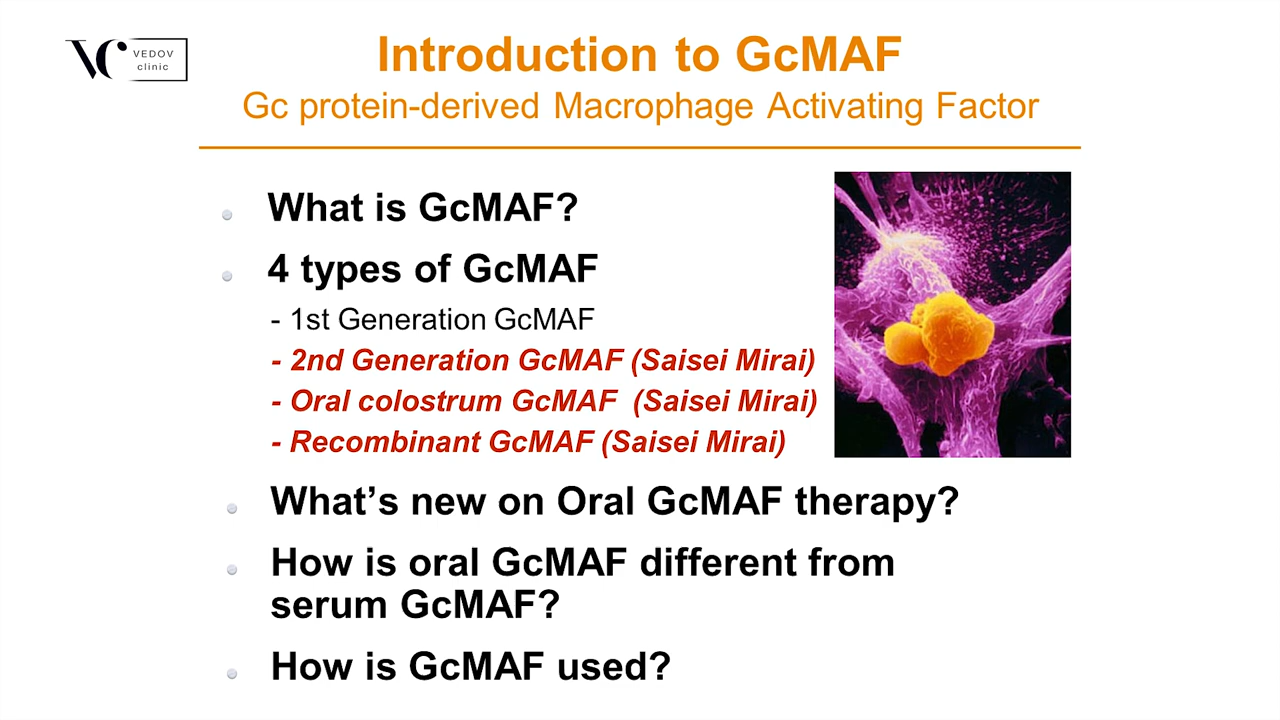 VC VEDOV
clinic
Introduction to GcMAF
Gc protein-derived Macrophage Activating Factor
What is GcMAF?
4 types of GcMAF
- 1st Generation GcMAF
- 2nd Generation GcMAF (Saisei Mirai)
- Oral colostrum GcMAF (Saisei Mirai)
- Recombinant GcMAF (Saisei Mirai)
What’s new on Oral GcMAF therapy?
How is oral GcMAF different from
serum GcMAF?
How is GcMAF used?